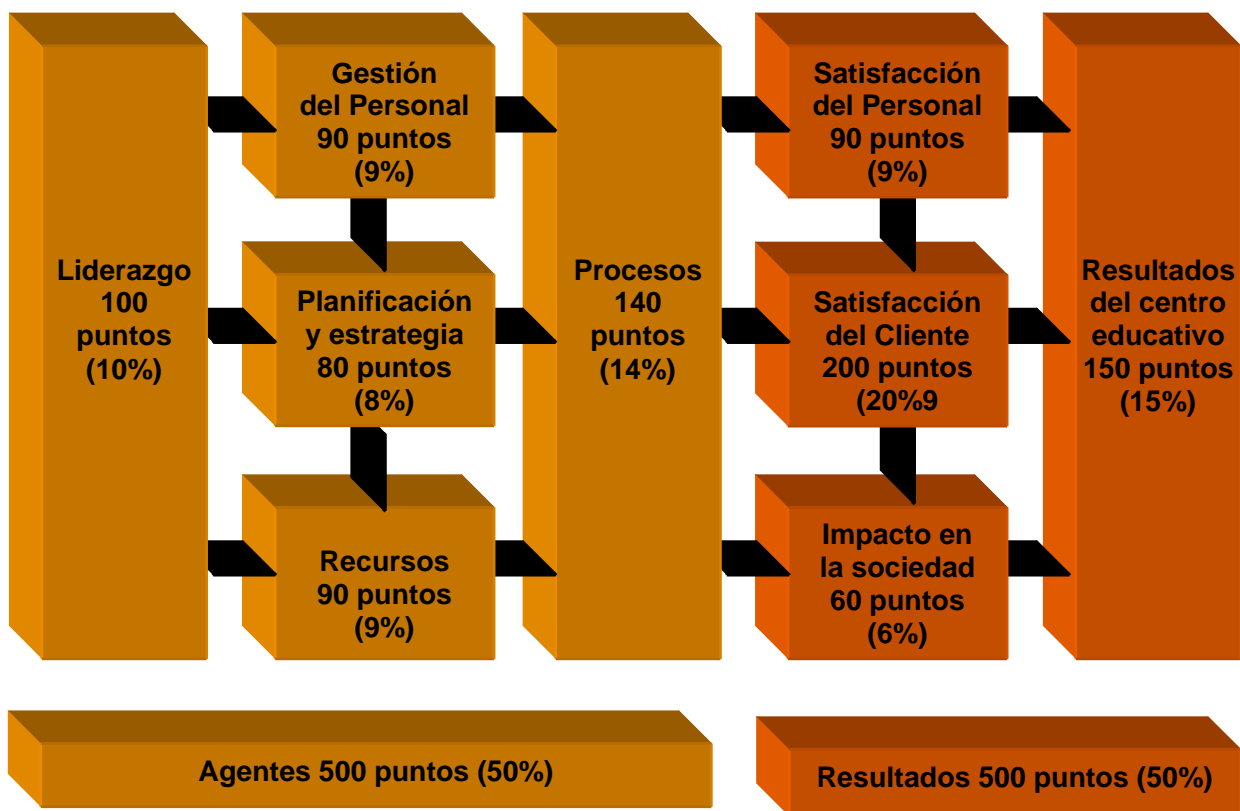 Gestión
del Personal
90 puntos
(9%)
Satisfacción
del Personal
90 puntos
(9%)
Liderazgo
100
puntos
(10%)
Planificación
y estrategia
80 puntos
(8%)
Procesos
140
puntos
(14%)
Satisfacción
del Cliente
200 puntos
(20%9
Resultados
del centro
educativo
150 puntos
(15%)
Recursos
90 puntos
(9%)
Impacto en
la sociedad
60 puntos
(6%)
Agentes 500 puntos (50%)
Resultados 500 puntos (50%)